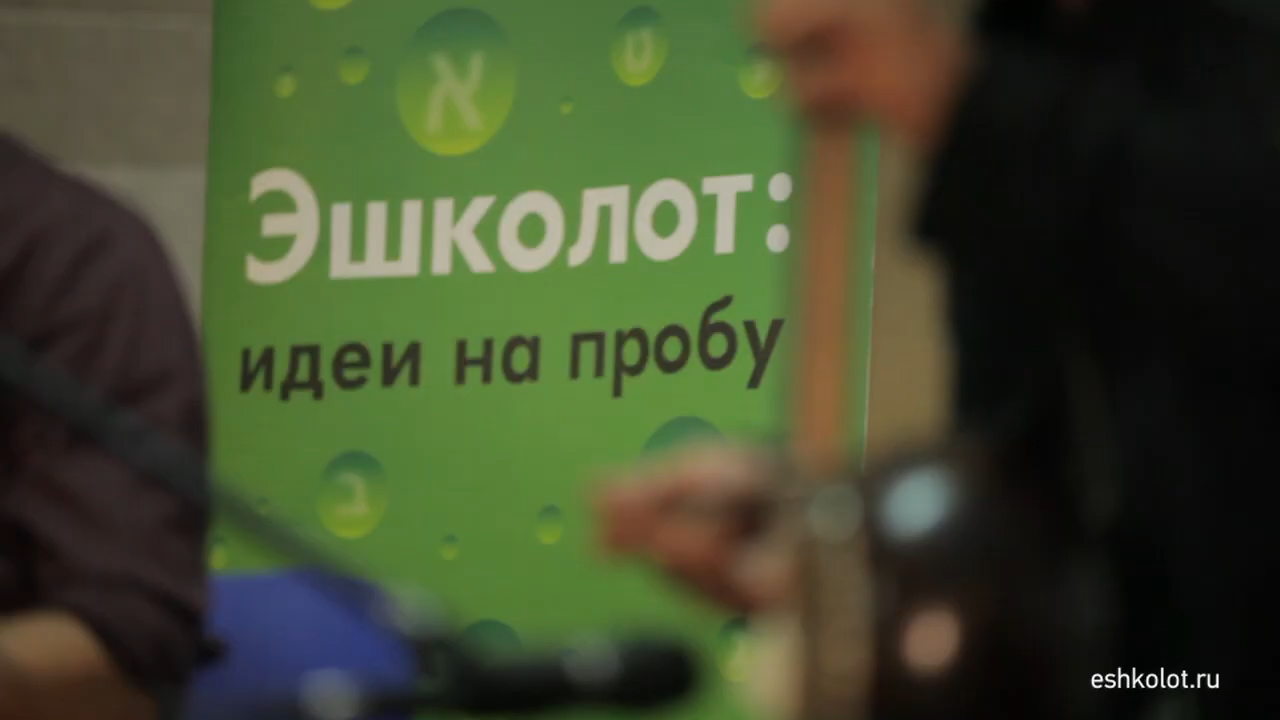 א
ט
Эшколот:
идеи на пробу
ב
eshkolot.ru